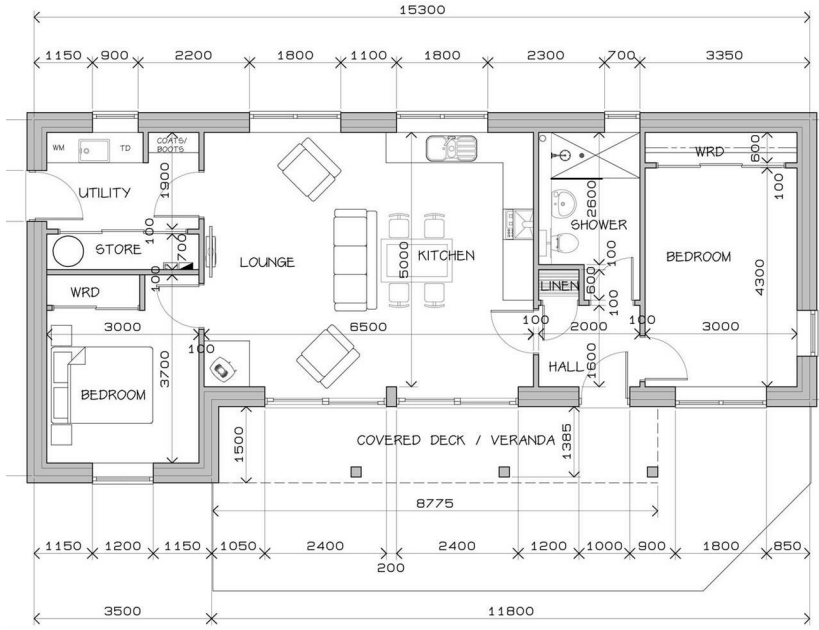 15300
1150 900 2200 1800 1100 1800 2300 700 3350
WM TD COATS/
BOOTS
WRD 600
UTILITY 1900 100
2600
SHOWER
100 STORE 700
LOUNGE 5000 KITCHEN BEDROOM
100
100 600 LINEN 4300
WRD 100
3000 6500 100 2000 100 3000
100
3700 HALL 1600
BEDROOM
1500 COVERED DECK / VERANDA 1385
8775
1150 1200 1150 1050 2400 2400 1200 1000 900 1800 850
200
3500 11800